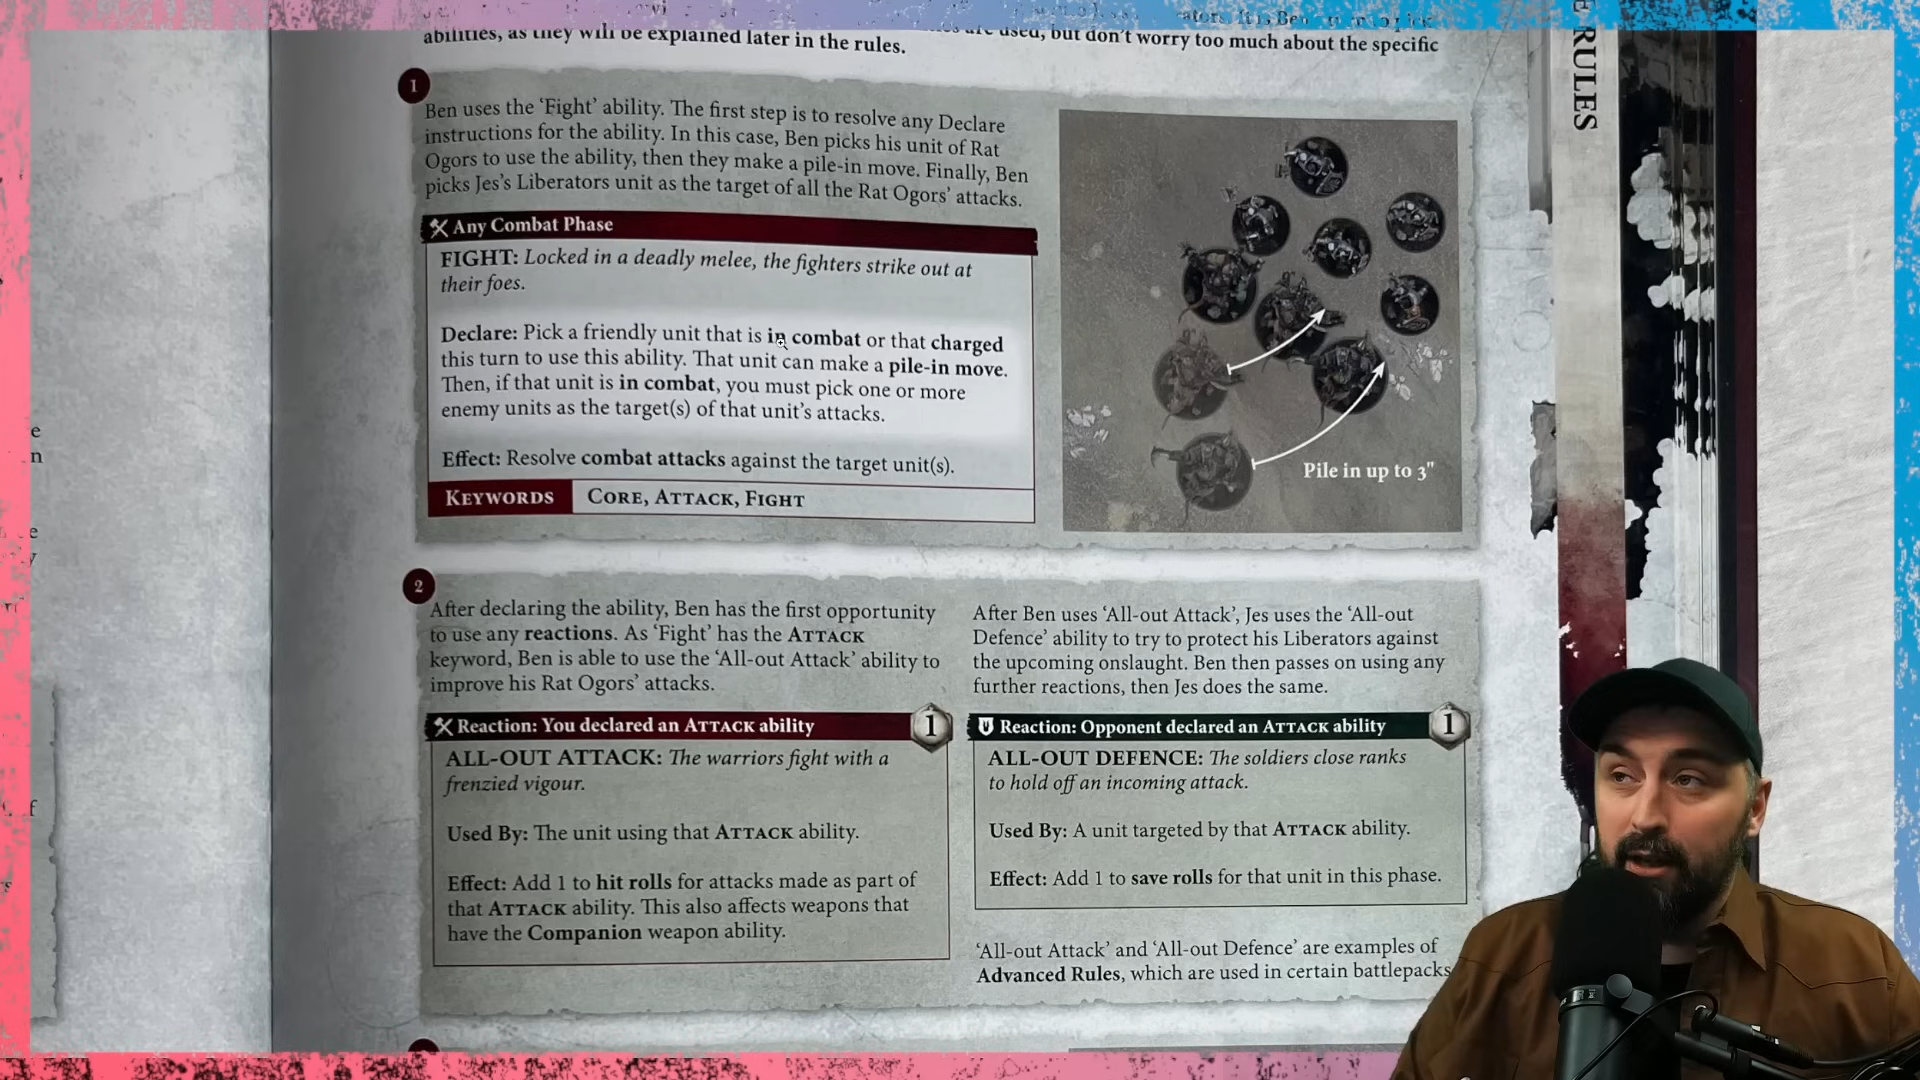 abilities, as they will be explained later in the rules.
used, but don't worry too much about the specific
RULES
1
Ben uses the ‘Fight’ ability. The first step is to resolve any Declare
instructions for the ability. In this case, Ben picks his unit of Rat
Ogors to use the ability, then they make a pile-in move. Finally, Ben
picks Jes's Liberators unit as the target of all the Rat Ogors’ attacks.
Any Combat Phase
FIGHT: Locked in a deadly melee, the fighters strike out at
their foes.
Declare: Pick a friendly unit that is in combat or that charged
this turn to use this ability. That unit can make a pile-in move.
Then, if that unit is in combat, you must pick one or more
enemy units as the target(s) of that unit's attacks.
Effect: Resolve combat attacks against the target unit(s).
KEYWORDS CORE, ATTACK, FIGHT
Pile in up to 3"
2
After declaring the ability, Ben has the first opportunity
to use any reactions. As ‘Fight’ has the ATTACK
keyword, Ben is able to use the ‘All-out Attack’ ability to
improve his Rat Ogors’ attacks.
Reaction: You declared an ATTACK ability 1
ALL-OUT ATTACK: The warriors fight with a
frenzied vigour.
Used By: The unit using that ATTACK ability.
Effect: Add 1 to hit rolls for attacks made as part of
that ATTACK ability. This also affects weapons that
have the Companion weapon ability.
After Ben uses ‘All-out Attack’, Jes uses the ‘All-out
Defence’ ability to try to protect his Liberators against
the upcoming onslaught. Ben then passes on using any
further reactions, then Jes does the same.
Reaction: Opponent declared an ATTACK ability 1
ALL-OUT DEFENCE: The soldiers close ranks
to hold off an incoming attack.
Used By: A unit targeted by that ATTACK ability.
Effect: Add 1 to save rolls for that unit in this phase.
‘All-out Attack’ and ‘All-out Defence’ are examples of
Advanced Rules, which are used in certain battlepacks